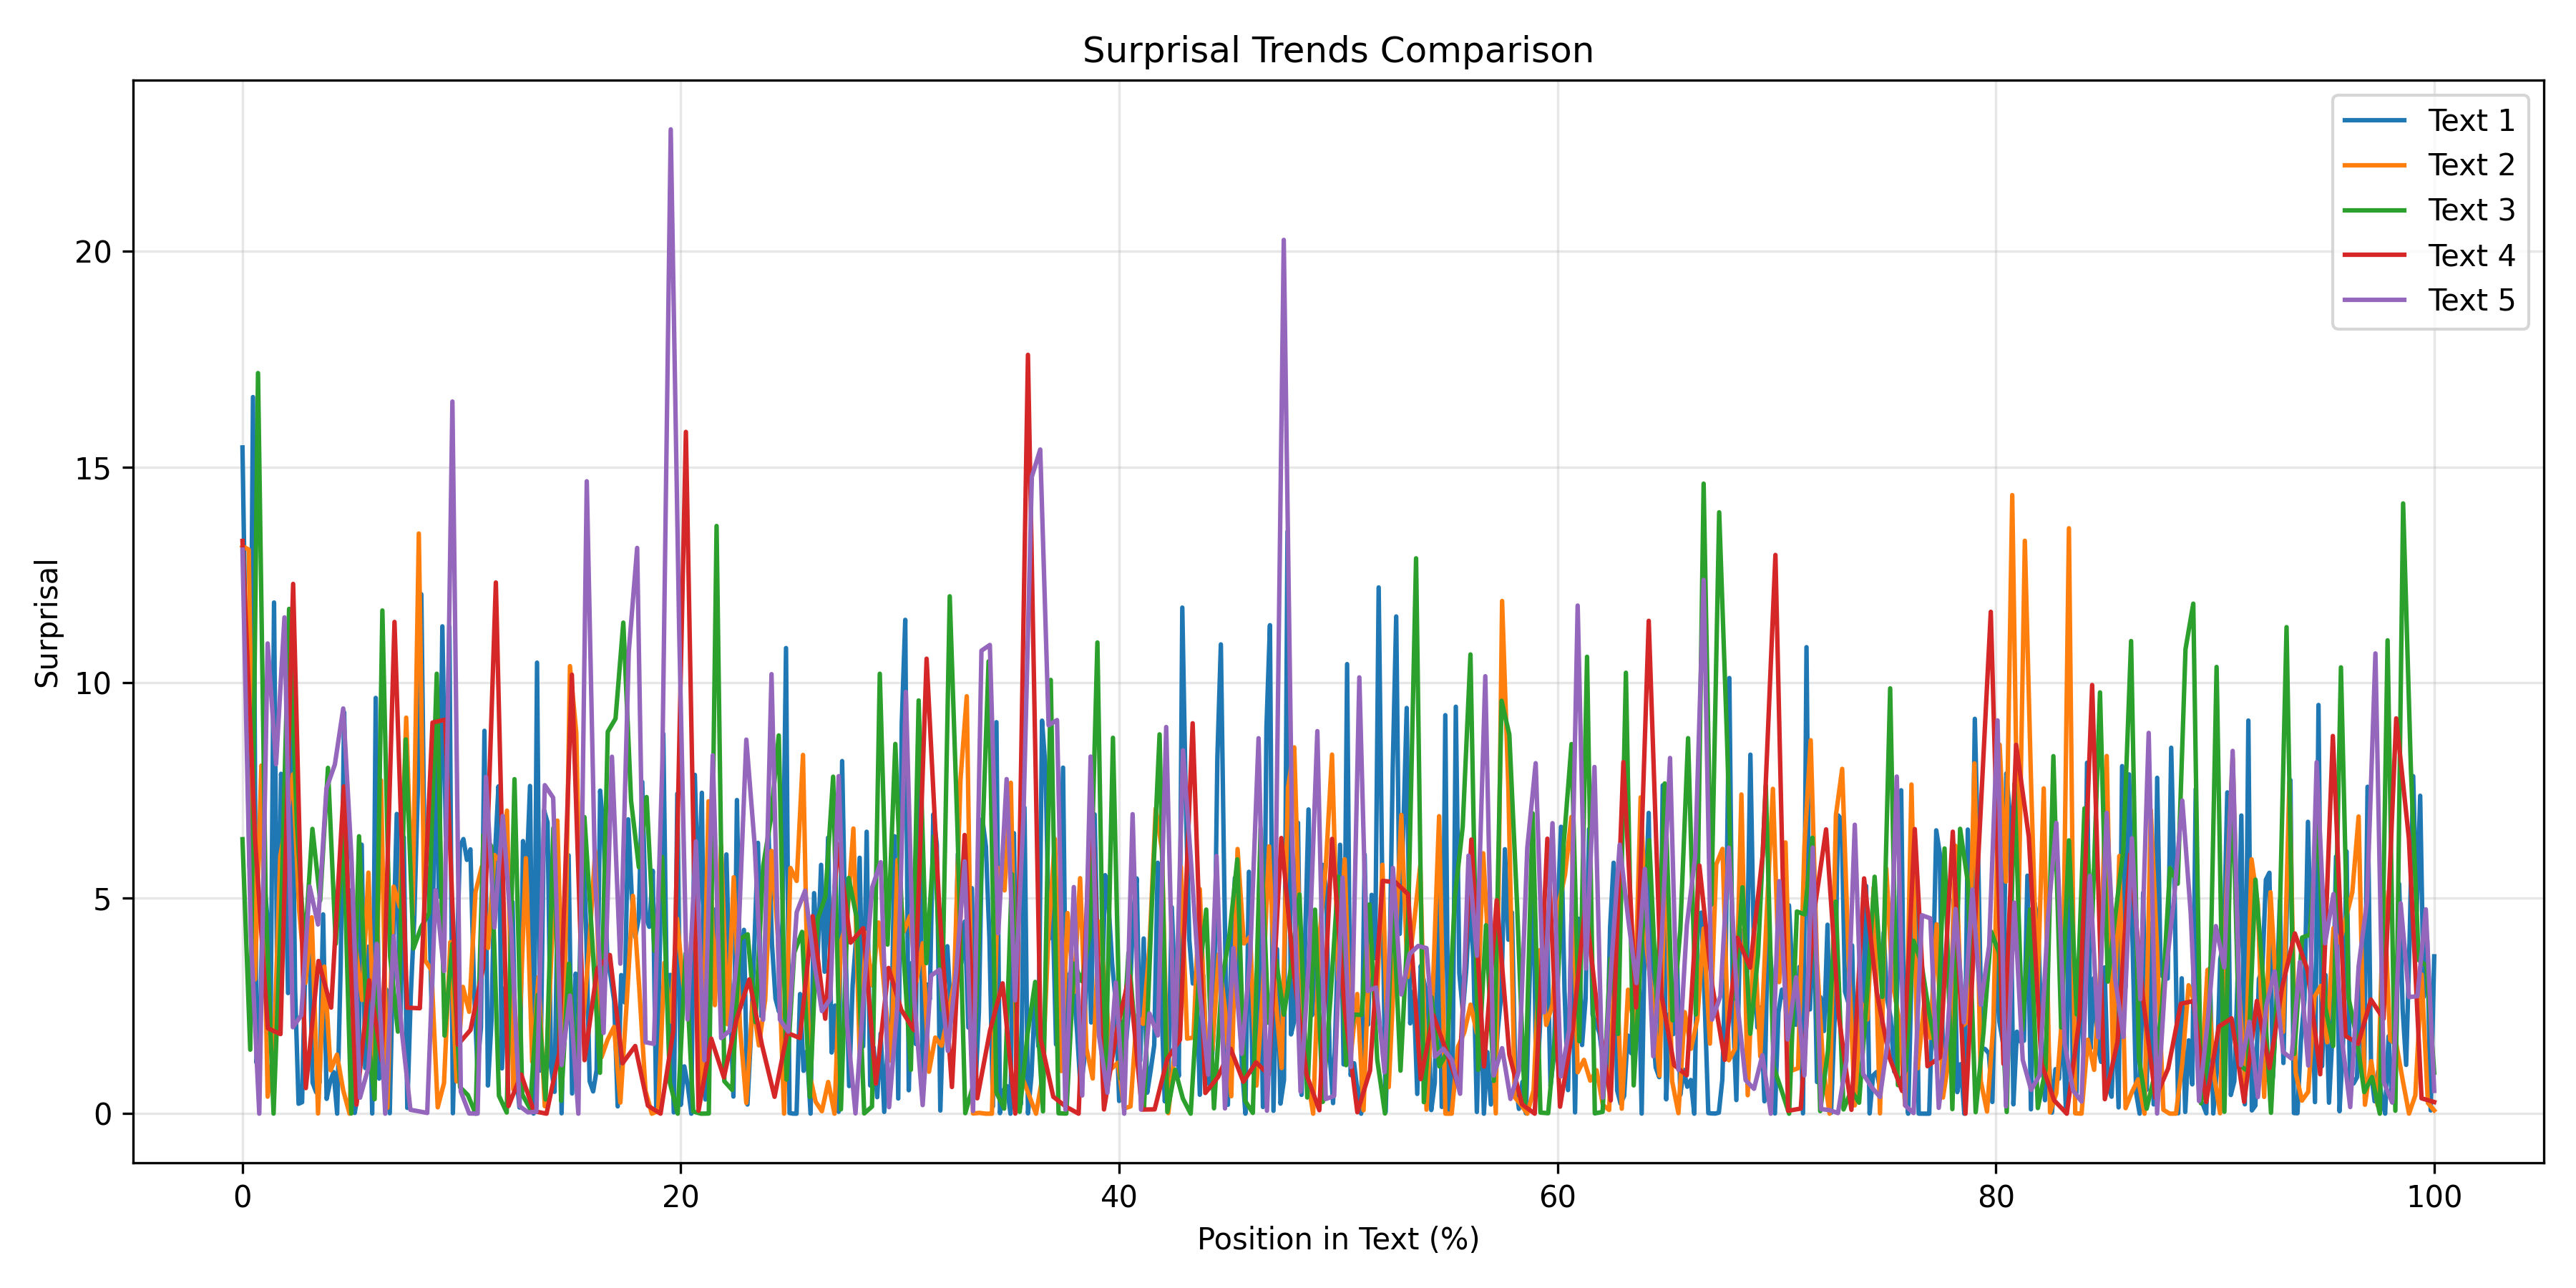 Surprisal Trends Comparison
Text 1
Text 2
Text 3
Text 4
Text 5
Surprisal
20
15
10
5
0
0 20 40 60 80 100
Position in Text (%)